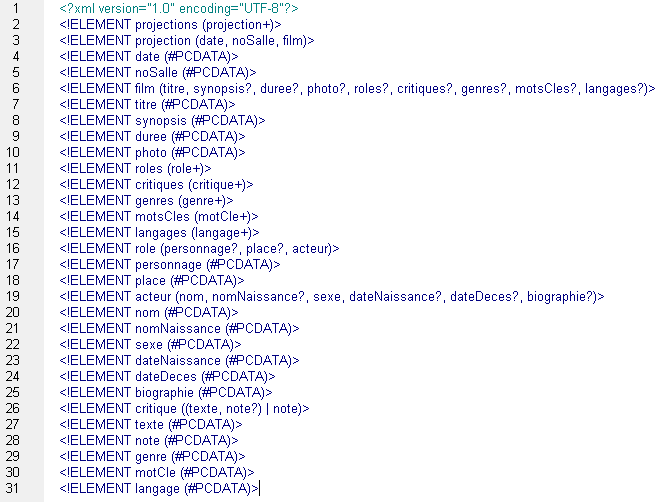 1 <?xml version="1.0" encoding="UTF-8"?>
2 <!ELEMENT projections (projection+)>
3 <!ELEMENT projection (date, noSalle, film)>
4 <!ELEMENT date (#PCDATA)>
5 <!ELEMENT noSalle (#PCDATA)>
6 <!ELEMENT film (titre, synopsis?, duree?, photo?, roles?, critiques?, genres?, motsCles?, langages?)>
7 <!ELEMENT titre (#PCDATA)>
8 <!ELEMENT synopsis (#PCDATA)>
9 <!ELEMENT duree (#PCDATA)>
10 <!ELEMENT photo (#PCDATA)>
11 <!ELEMENT roles (role+)>
12 <!ELEMENT critiques (critique+)>
13 <!ELEMENT genres (genre+)>
14 <!ELEMENT motsCles (motCle+)>
15 <!ELEMENT langages (langage+)>
16 <!ELEMENT role (personnage?, place?, acteur)>
17 <!ELEMENT personnage (#PCDATA)>
18 <!ELEMENT place (#PCDATA)>
19 <!ELEMENT acteur (nom, nomNaissance?, sexe, dateNaissance?, dateDeces?, biographie?)>
20 <!ELEMENT nom (#PCDATA)>
21 <!ELEMENT nomNaissance (#PCDATA)>
22 <!ELEMENT sexe (#PCDATA)>
23 <!ELEMENT dateNaissance (#PCDATA)>
24 <!ELEMENT dateDeces (#PCDATA)>
25 <!ELEMENT biographie (#PCDATA)>
26 <!ELEMENT critique ((texte, note?) | note)>
27 <!ELEMENT texte (#PCDATA)>
28 <!ELEMENT note (#PCDATA)>
29 <!ELEMENT genre (#PCDATA)>
30 <!ELEMENT motCle (#PCDATA)>
31 <!ELEMENT langage (#PCDATA)>